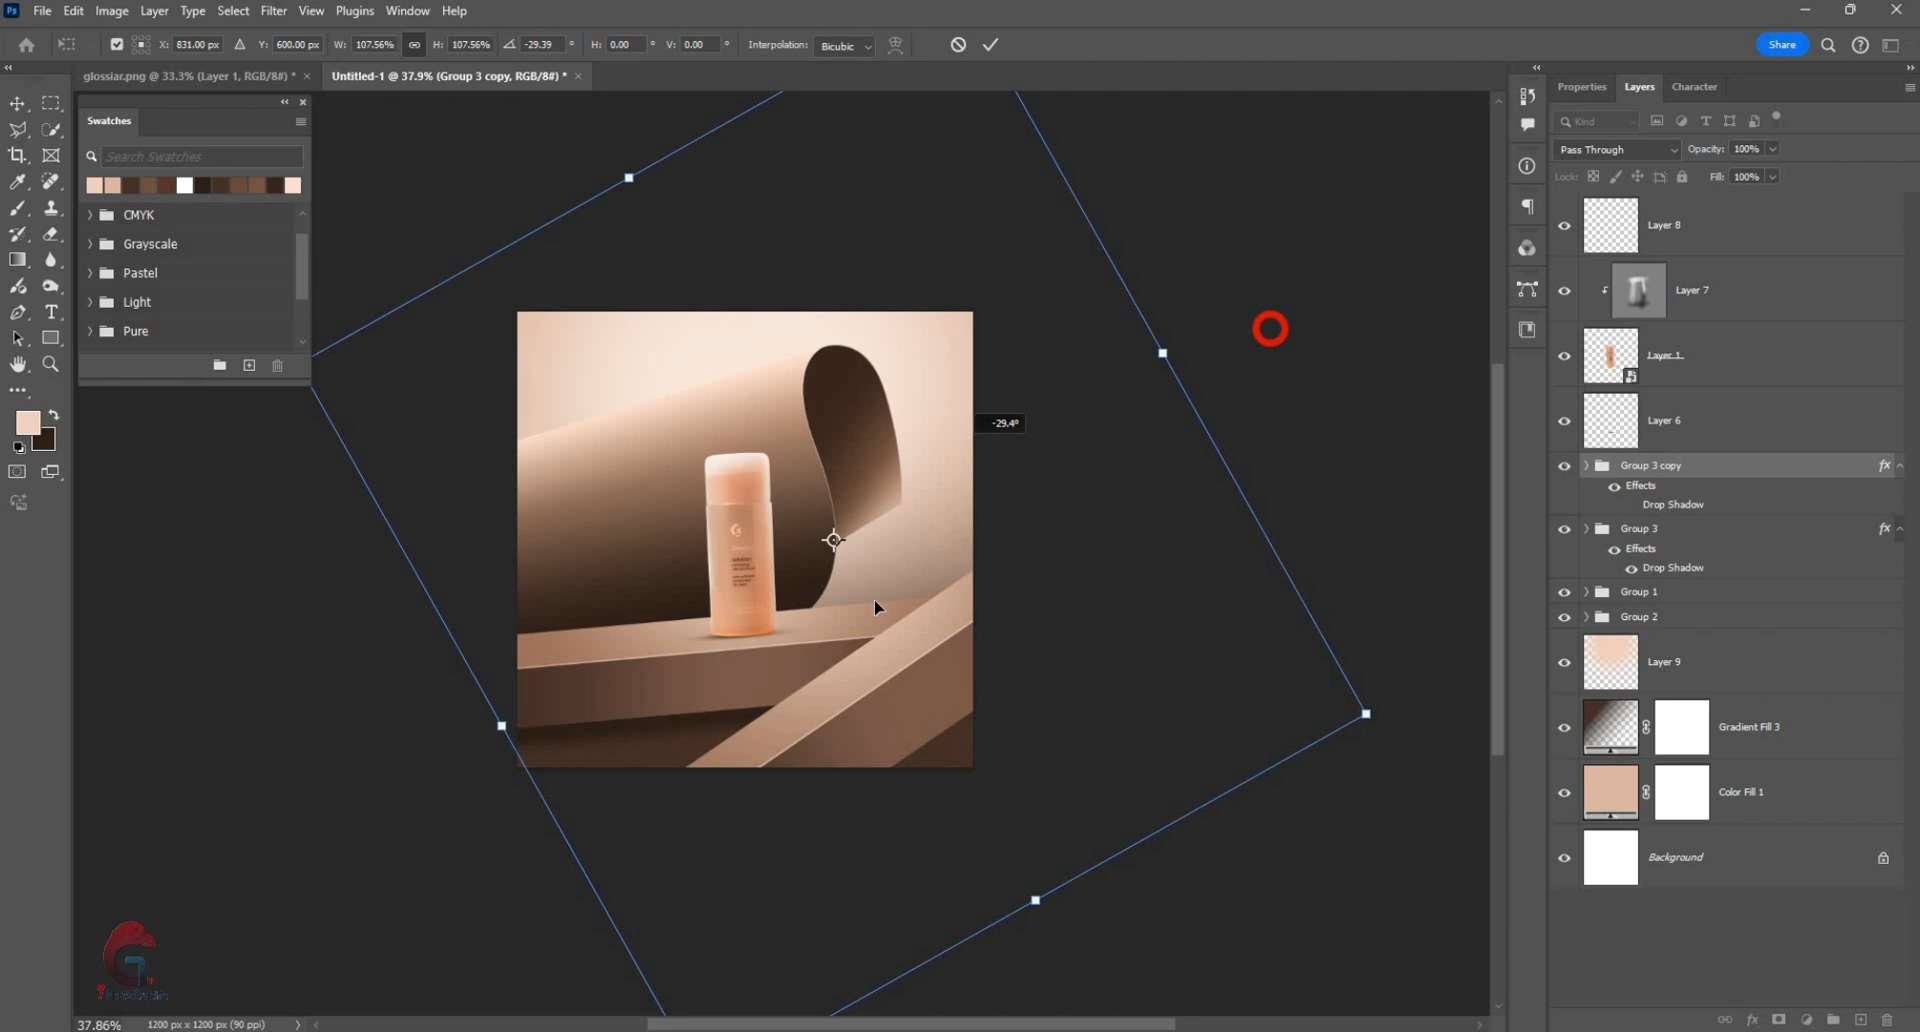 Ps File Edit Image Layer Type Select Filter View Plugins Window Help
X: 831.00 px Y: 600.00 px W: 107.56% H: 107.56% -29.39 ° H: 0.00 ° V: 0.00 ° Interpolation: Bicubic Share
glossiar.png @ 33.3% (Layer 1, RGB/8#) * × Untitled-1 @ 37.9% (Group 3 copy, RGB/8#) * ×
Swatches
Search Swatches
CMYK
Grayscale
Pastel
Light
Pure
-29.4°
Properties Layers Character
Kind
Pass Through Opacity: 100%
Lock: Fill: 100%
Layer 8
Layer 7
Layer 1
Layer 6
Group 3 copy fx
Effects
Drop Shadow
Group 3 fx
Effects
Drop Shadow
Group 1
Group 2
Layer 9
Gradient Fill 3
Color Fill 1
Background
37.86% 1200 px x 1200 px (90 ppi)